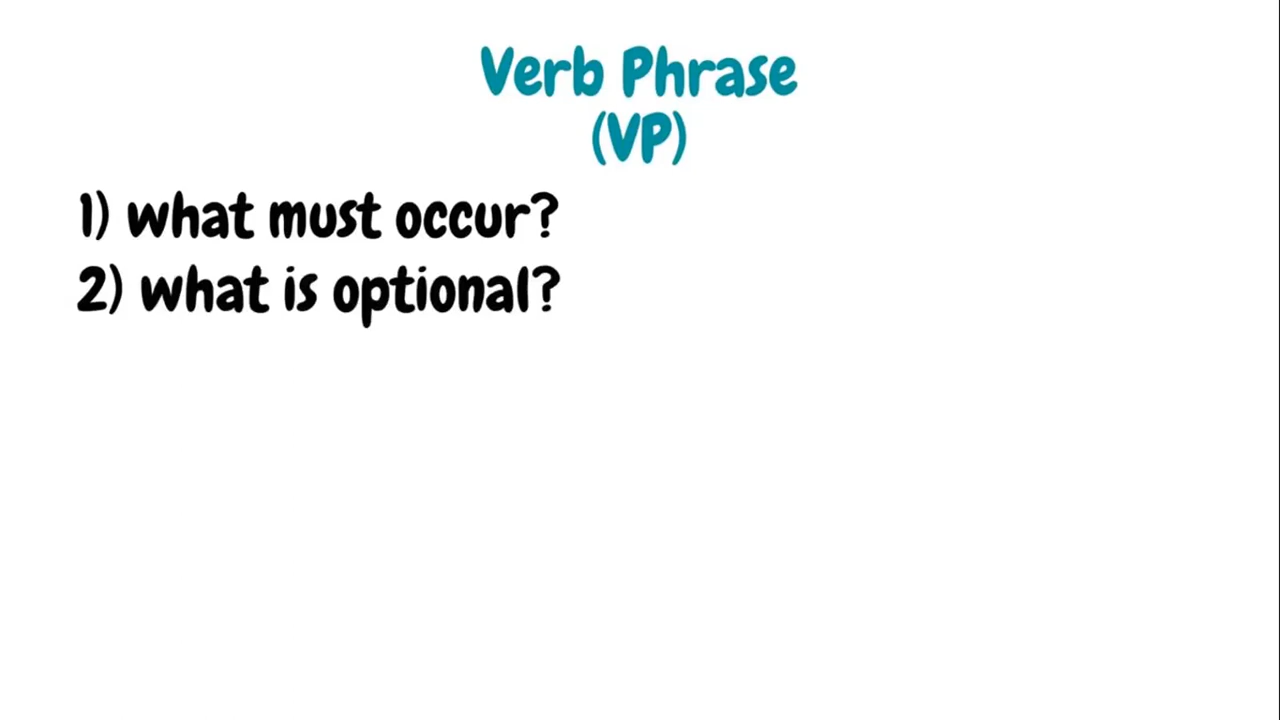 Verb Phrase
(VP)
1) what must occur?
2) what is optional?